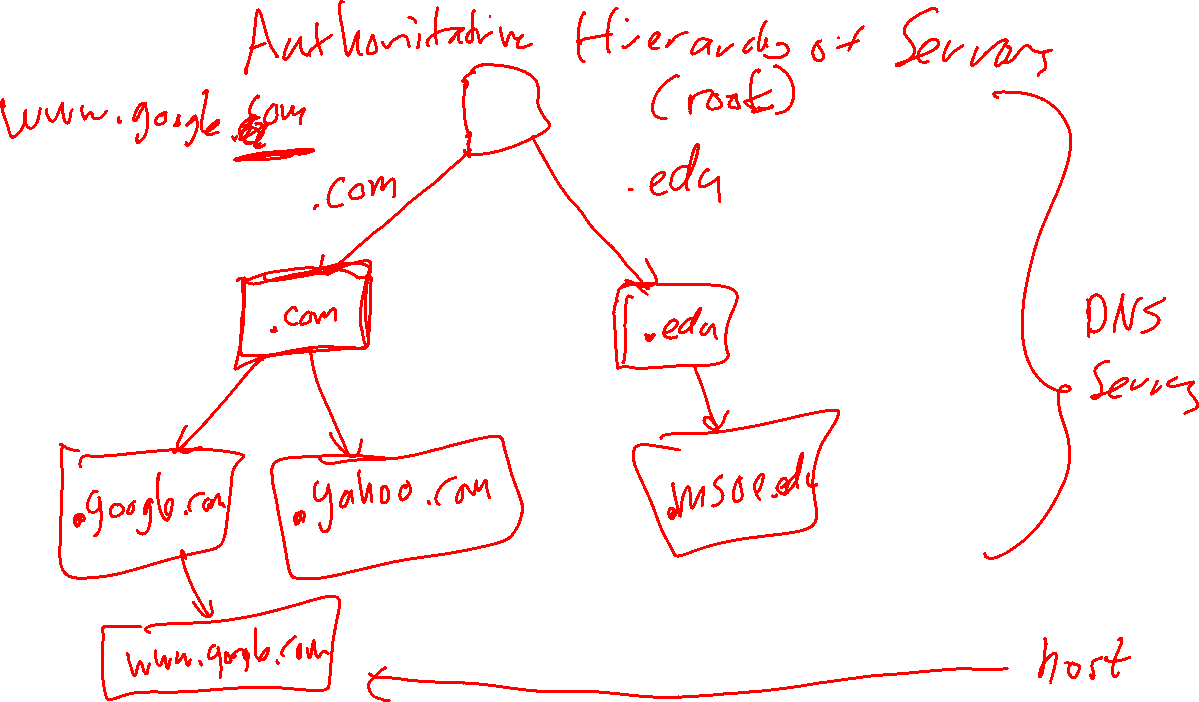 Authoritative Hierarchy of Servers
(root)
www.google.com
.com
.edu
.com
.edu
DNS
Servers
.google.com
.yahoo.com
.msoe.edu
www.google.com
host